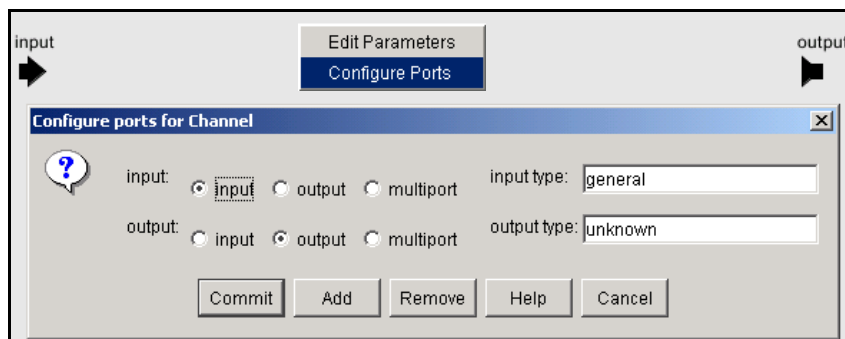 input
Edit Parameters
output
Configure Ports
Configure ports for Channel
?
input: input output multiport input type: general
output: input output multiport output type: unknown
Commit Add Remove Help Cancel